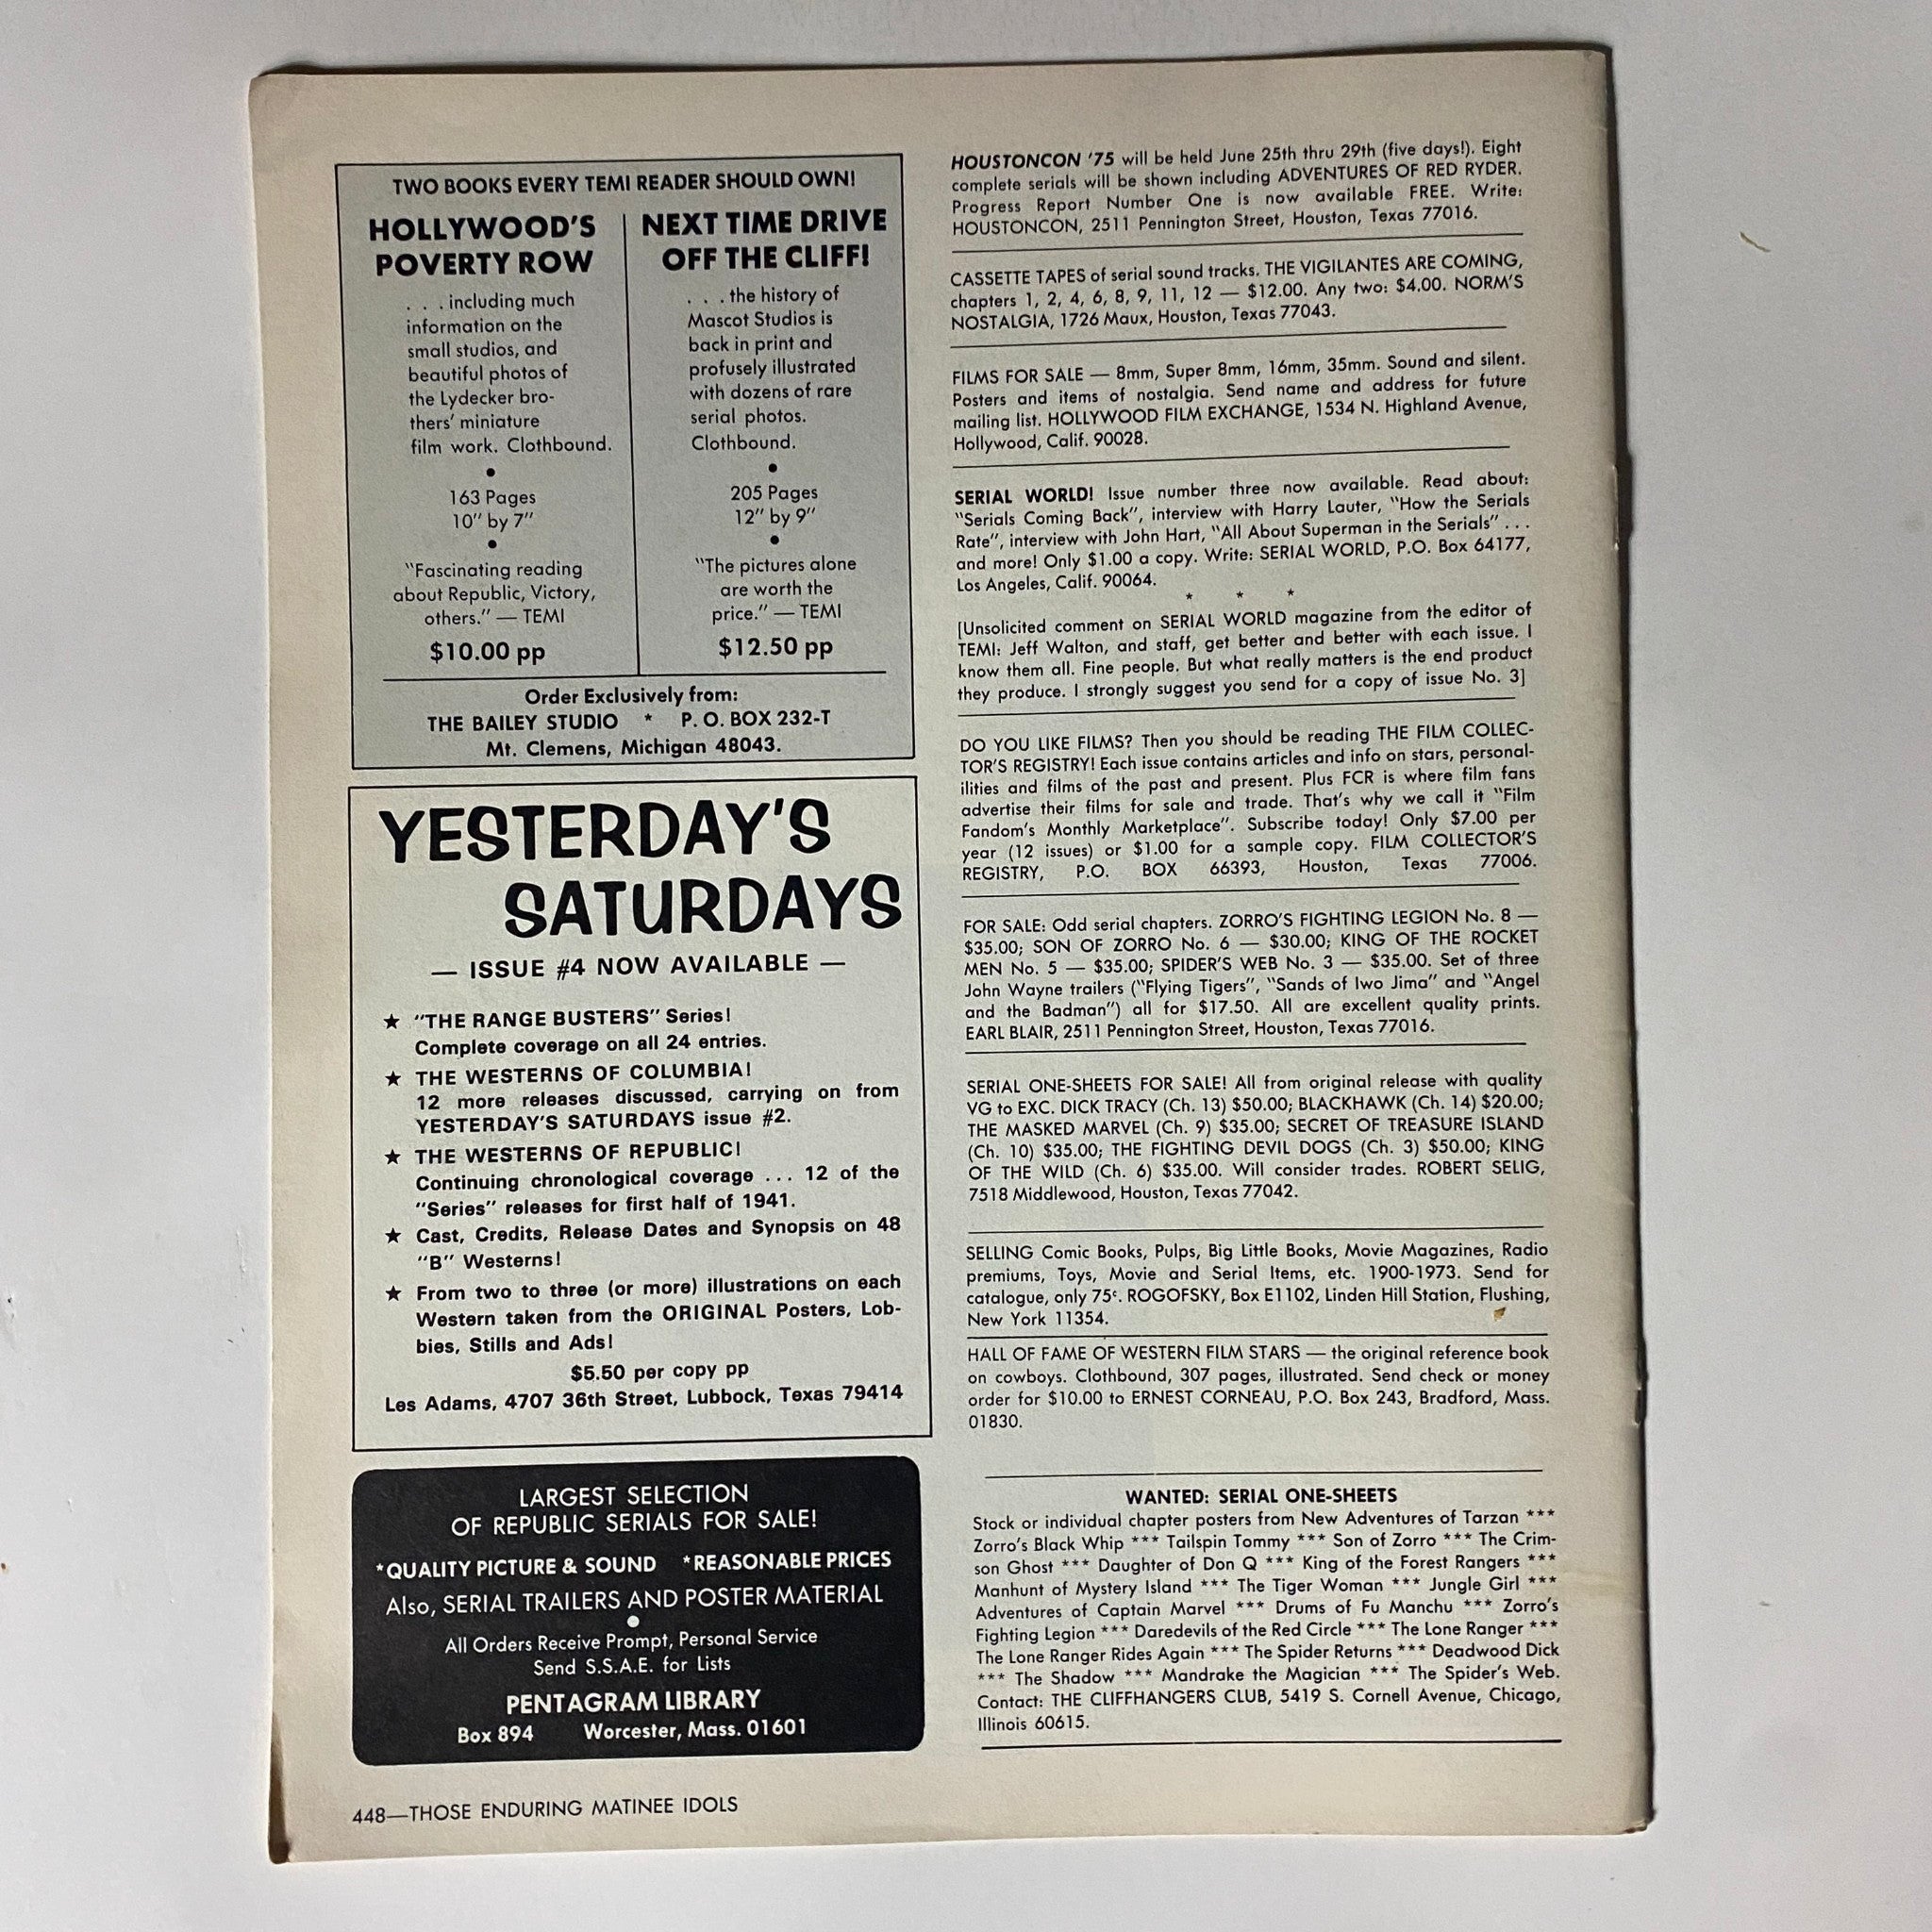 TWO BOOKS EVERY TEMI READER SHOULD OWN!
HOLLYWOOD'S
POVERTY ROW
. . . including much
information on the
small studios, and
beautiful photos of
the Lydecker bro-
thers' miniature
film work. Clothbound.
•
163 Pages
10" by 7"
•
"Fascinating reading
about Republic, Victory,
others." — TEMI
$10.00 pp
NEXT TIME DRIVE
OFF THE CLIFF!
. . . the history of
Mascot Studios is
back in print and
profusely illustrated
with dozens of rare
serial photos.
Clothbound.
•
205 Pages
12" by 9"
•
"The pictures alone
are worth the
price." — TEMI
$12.50 pp
Order Exclusively from:
THE BAILEY STUDIO * P. O. BOX 232-T
Mt. Clemens, Michigan 48043.
YESTERDAY'S
SATURDAYS
— ISSUE #4 NOW AVAILABLE —
★ "THE RANGE BUSTERS" Series!
Complete coverage on all 24 entries.
★ THE WESTERNS OF COLUMBIA!
12 more releases discussed, carrying on from
YESTERDAY'S SATURDAYS issue #2.
★ THE WESTERNS OF REPUBLIC!
Continuing chronological coverage ... 12 of the
"Series" releases for first half of 1941.
★ Cast, Credits, Release Dates and Synopsis on 48
"B" Westerns!
★ From two to three (or more) illustrations on each
Western taken from the ORIGINAL Posters, Lob-
bies, Stills and Ads!
$5.50 per copy pp
Les Adams, 4707 36th Street, Lubbock, Texas 79414
LARGEST SELECTION
OF REPUBLIC SERIALS FOR SALE!
*QUALITY PICTURE & SOUND *REASONABLE PRICES
Also, SERIAL TRAILERS AND POSTER MATERIAL
•
All Orders Receive Prompt, Personal Service
Send S.S.A.E. for Lists
PENTAGRAM LIBRARY
Box 894 Worcester, Mass. 01601
448—THOSE ENDURING MATINEE IDOLS
HOUSTONCON '75 will be held June 25th thru 29th (five days!). Eight
complete serials will be shown including ADVENTURES OF RED RYDER.
Progress Report Number One is now available FREE. Write:
HOUSTONCON, 2511 Pennington Street, Houston, Texas 77016.
CASSETTE TAPES of serial sound tracks. THE VIGILANTES ARE COMING,
chapters 1, 2, 4, 6, 8, 9, 11, 12 — $12.00. Any two: $4.00. NORM'S
NOSTALGIA, 1726 Maux, Houston, Texas 77043.
FILMS FOR SALE — 8mm, Super 8mm, 16mm, 35mm. Sound and silent.
Posters and items of nostalgia. Send name and address for future
mailing list. HOLLYWOOD FILM EXCHANGE, 1534 N. Highland Avenue,
Hollywood, Calif. 90028.
SERIAL WORLD! Issue number three now available. Read about:
"Serials Coming Back", interview with Harry Lauter, "How the Serials
Rate", interview with John Hart, "All About Superman in the Serials" . . .
and more! Only $1.00 a copy. Write: SERIAL WORLD, P.O. Box 64177,
Los Angeles, Calif. 90064.
* * *
[Unsolicited comment on SERIAL WORLD magazine from the editor of
TEMI: Jeff Walton, and staff, get better and better with each issue. I
know them all. Fine people. But what really matters is the end product
they produce. I strongly suggest you send for a copy of issue No. 3]
DO YOU LIKE FILMS? Then you should be reading THE FILM COLLEC-
TOR'S REGISTRY! Each issue contains articles and info on stars, personal-
ilities and films of the past and present. Plus FCR is where film fans
advertise their films for sale and trade. That's why we call it "Film
Fandom's Monthly Marketplace". Subscribe today! Only $7.00 per
year (12 issues) or $1.00 for a sample copy. FILM COLLECTOR'S
REGISTRY, P.O. BOX 66393, Houston, Texas 77006.
FOR SALE: Odd serial chapters. ZORRO'S FIGHTING LEGION No. 8 —
$35.00; SON OF ZORRO No. 6 — $30.00; KING OF THE ROCKET
MEN No. 5 — $35.00; SPIDER'S WEB No. 3 — $35.00. Set of three
John Wayne trailers ("Flying Tigers", "Sands of Iwo Jima" and "Angel
and the Badman") all for $17.50. All are excellent quality prints.
EARL BLAIR, 2511 Pennington Street, Houston, Texas 77016.
SERIAL ONE-SHEETS FOR SALE! All from original release with quality
VG to EXC. DICK TRACY (Ch. 13) $50.00; BLACKHAWK (Ch. 14) $20.00;
THE MASKED MARVEL (Ch. 9) $35.00; SECRET OF TREASURE ISLAND
(Ch. 10) $35.00; THE FIGHTING DEVIL DOGS (Ch. 3) $50.00; KING
OF THE WILD (Ch. 6) $35.00. Will consider trades. ROBERT SELIG,
7518 Middlewood, Houston, Texas 77042.
SELLING Comic Books, Pulps, Big Little Books, Movie Magazines, Radio
premiums, Toys, Movie and Serial Items, etc. 1900-1973. Send for
catalogue, only 75¢. ROGOFSKY, Box E1102, Linden Hill Station, Flushing,
New York 11354.
HALL OF FAME OF WESTERN FILM STARS — the original reference book
on cowboys. Clothbound, 307 pages, illustrated. Send check or money
order for $10.00 to ERNEST CORNEAU, P.O. Box 243, Bradford, Mass.
01830.
WANTED: SERIAL ONE-SHEETS
Stock or individual chapter posters from New Adventures of Tarzan ***
Zorro's Black Whip *** Tailspin Tommy *** Son of Zorro *** The Crim-
son Ghost *** Daughter of Don Q *** King of the Forest Rangers ***
Manhunt of Mystery Island *** The Tiger Woman *** Jungle Girl ***
Adventures of Captain Marvel *** Drums of Fu Manchu *** Zorro's
Fighting Legion *** Daredevils of the Red Circle *** The Lone Ranger ***
The Lone Ranger Rides Again *** The Spider Returns *** Deadwood Dick
*** The Shadow *** Mandrake the Magician *** The Spider's Web.
Contact: THE CLIFFHANGERS CLUB, 5419 S. Cornell Avenue, Chicago,
Illinois 60615.